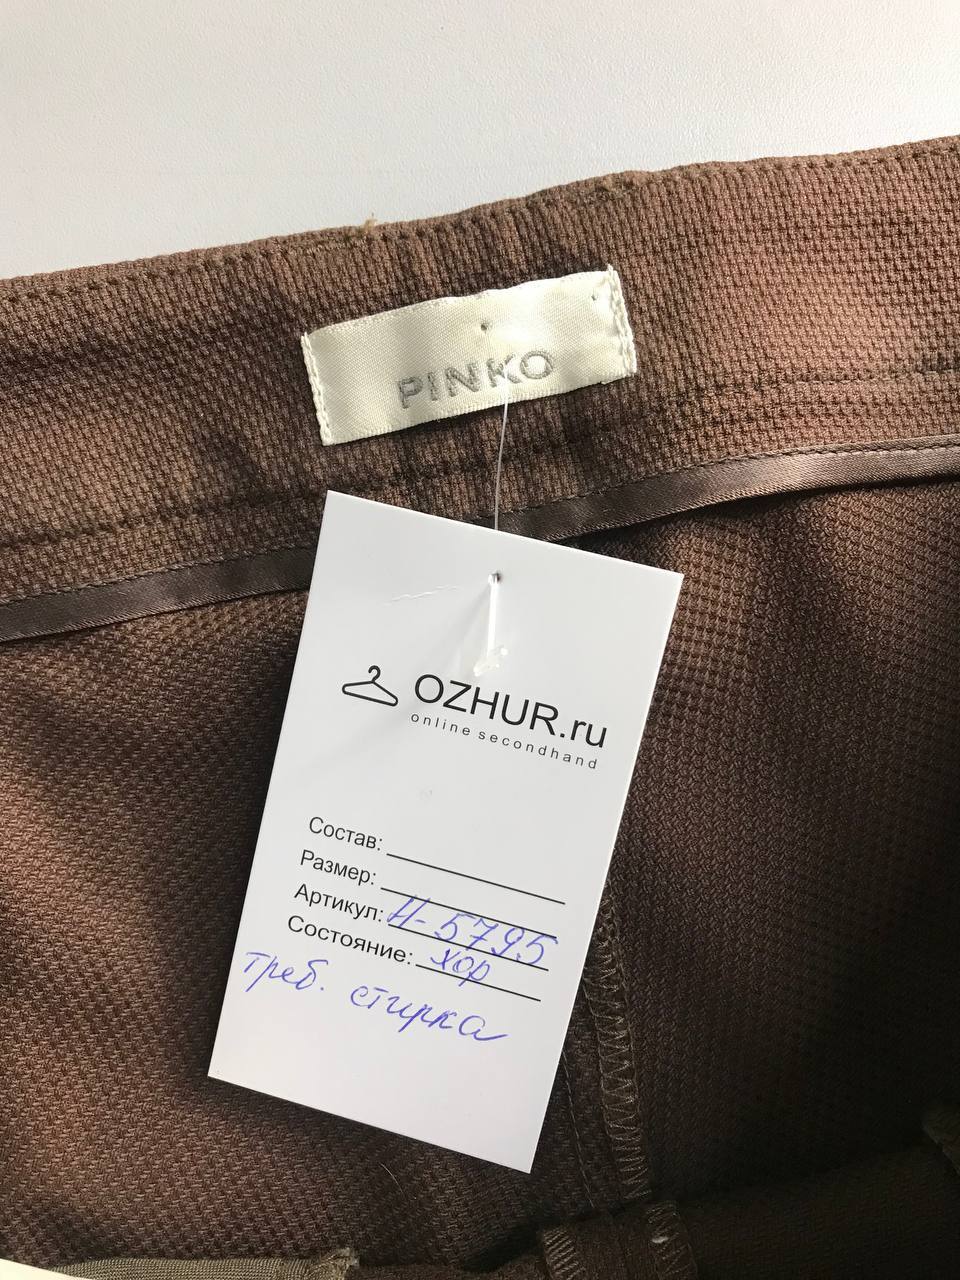 PINKO
OZHUR.ru
online secondhand
Состав:
Размер:
Артикул: Н-5795
Состояние: хор
треб. стирка